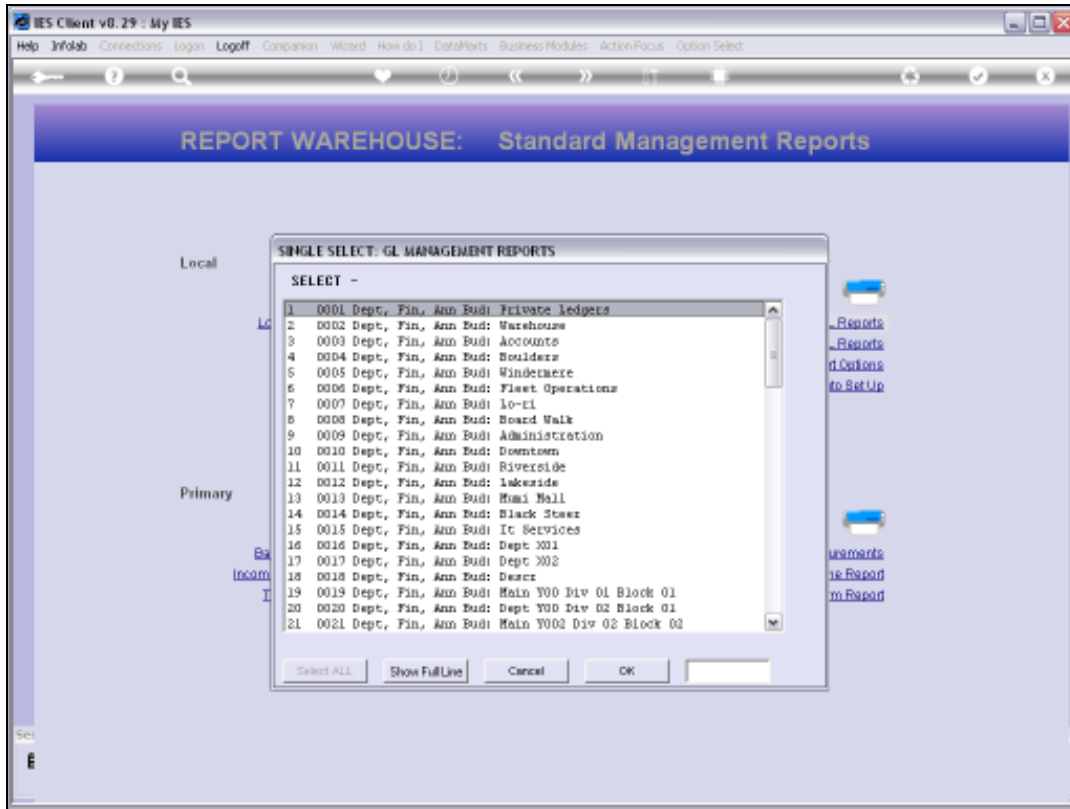 IES Client v8.29 : My IES
Help Infolab Connections Logon Logoff Companion Wizard How do I DataMarts Business Modules Action Focus Option Select
REPORT WAREHOUSE: Standard Management Reports
Local
SINGLE SELECT: GL MANAGEMENT REPORTS
SELECT -
1 0001 Dept, Fin, Ann Bud: Private ledgers
2 0002 Dept, Fin, Ann Bud: Warehouse
3 0003 Dept, Fin, Ann Bud: Accounts
4 0004 Dept, Fin, Ann Bud: Boulders
5 0005 Dept, Fin, Ann Bud: Windermere
6 0006 Dept, Fin, Ann Bud: Fleet Operations
7 0007 Dept, Fin, Ann Bud: lo-ri
8 0008 Dept, Fin, Ann Bud: Board Walk
9 0009 Dept, Fin, Ann Bud: Administration
10 0010 Dept, Fin, Ann Bud: Downtown
11 0011 Dept, Fin, Ann Bud: Riverside
12 0012 Dept, Fin, Ann Bud: Lakeside
13 0013 Dept, Fin, Ann Bud: Mumi Mall
14 0014 Dept, Fin, Ann Bud: Black Steer
15 0015 Dept, Fin, Ann Bud: It Services
16 0016 Dept, Fin, Ann Bud: Dept X01
17 0017 Dept, Fin, Ann Bud: Dept X02
18 0018 Dept, Fin, Ann Bud: Descr
19 0019 Dept, Fin, Ann Bud: Main Y00 Div 01 Block 01
20 0020 Dept, Fin, Ann Bud: Dept Y00 Div 02 Block 01
21 0021 Dept, Fin, Ann Bud: Main Y002 Div 02 Block 02
Reports
Reports
Options
to Set Up
Primary
Report
Report
Select ALL Show Full Line Cancel OK